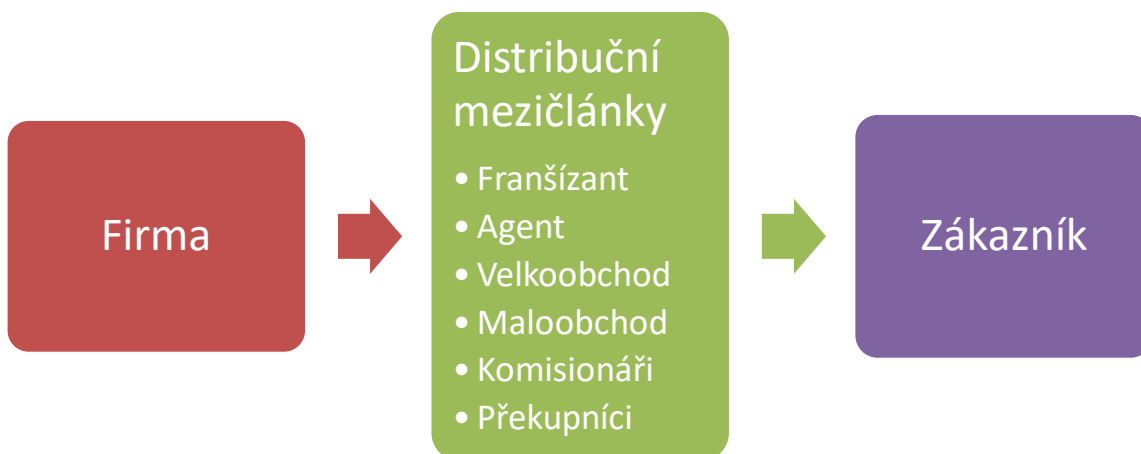 Firma
Distribuční
mezičlánky
• Franšízant
• Agent
• Velkoobchod
• Maloobchod
• Komisionáři
• Překupníci
Zákazník